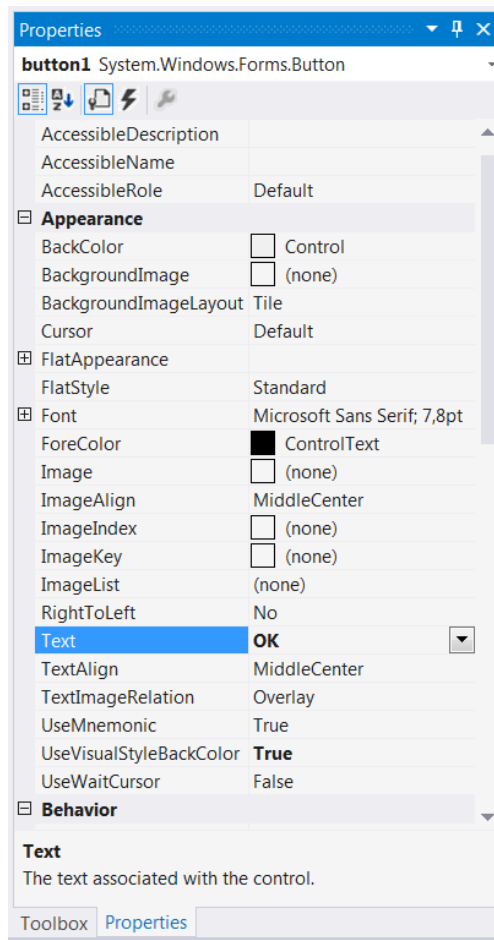 Properties
button1 System.Windows.Forms.Button
AccessibleDescription
AccessibleName
AccessibleRole Default
Appearance
BackColor Control
BackgroundImage (none)
BackgroundImageLayout Tile
Cursor Default
FlatAppearance
FlatStyle Standard
Font Microsoft Sans Serif; 7,8pt
ForeColor ControlText
Image (none)
ImageAlign MiddleCenter
ImageIndex (none)
ImageKey (none)
ImageList (none)
RightToLeft No
Text OK
TextAlign MiddleCenter
TextImageRelation Overlay
UseMnemonic True
UseVisualStyleBackColor True
UseWaitCursor False
Behavior
Text
The text associated with the control.
Toolbox Properties